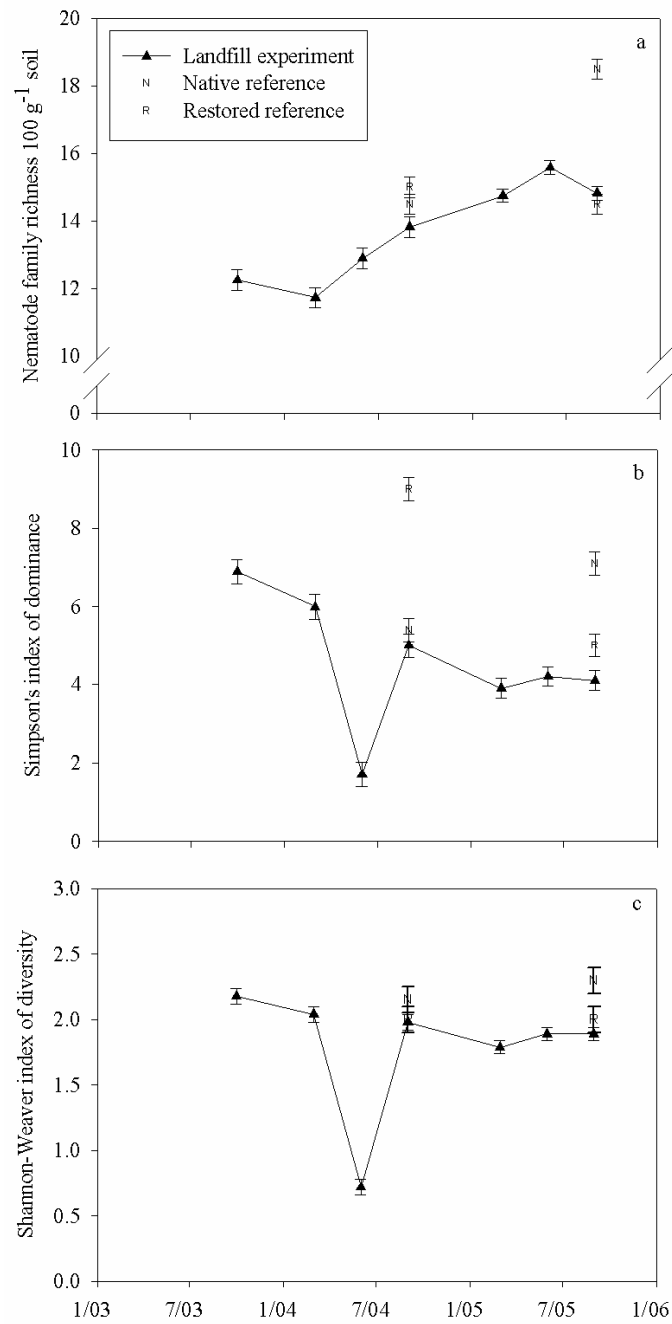 20
18
16
14
12
10
0
Nematode family richness 100 g⁻¹ soil
a
Landfill experiment
N Native reference
R Restored reference
N
R
N
R
10
8
6
4
2
0
Simpson's index of dominance
b
R
N
N
R
3.0
2.5
2.0
1.5
1.0
0.5
0.0
Shannon-Weaver index of diversity
c
N
N
R
1/03 7/03 1/04 7/04 1/05 7/05 1/06